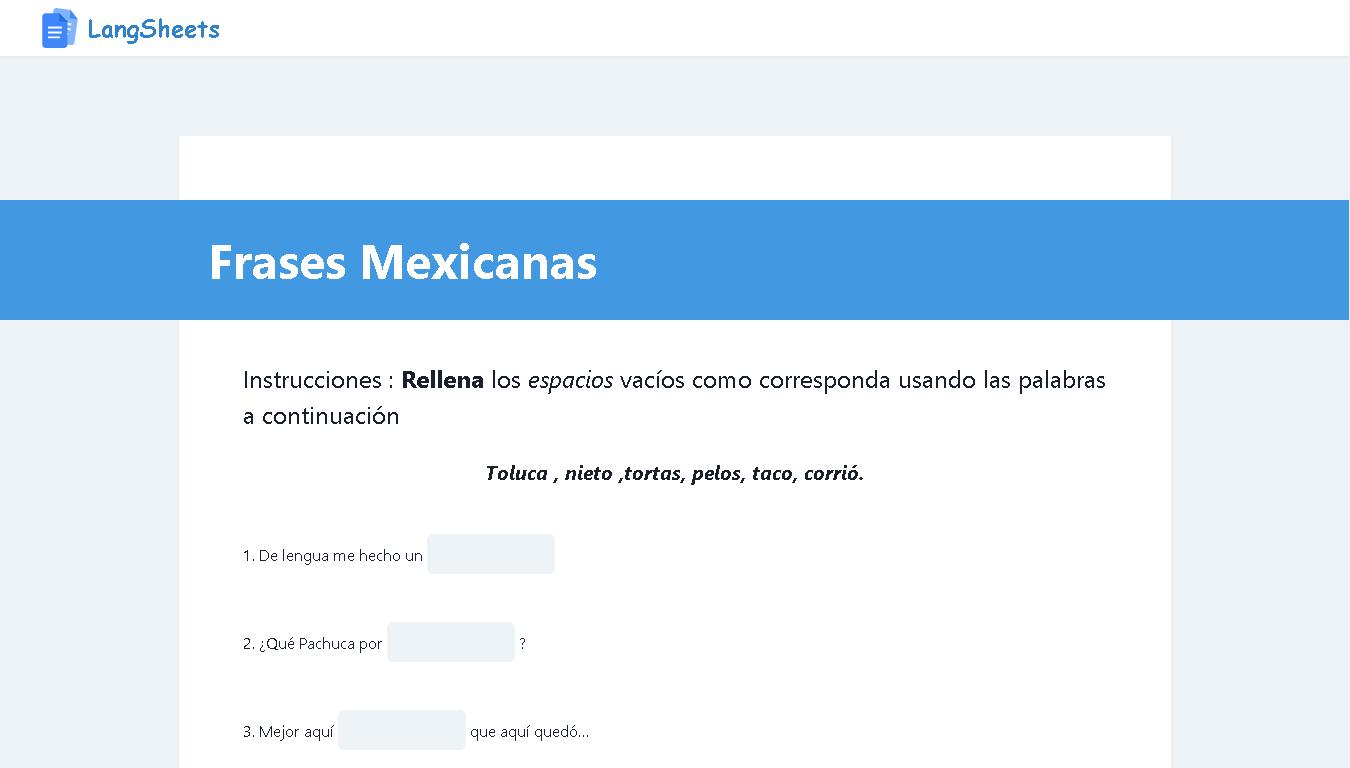 LangSheets
Frases Mexicanas
Instrucciones : Rellena los espacios vacíos como corresponda usando las palabras
a continuación
Toluca , nieto ,tortas, pelos, taco, corrió.
1. De lengua me hecho un
2. ¿Qué Pachuca por ?
3. Mejor aquí que aquí quedó...